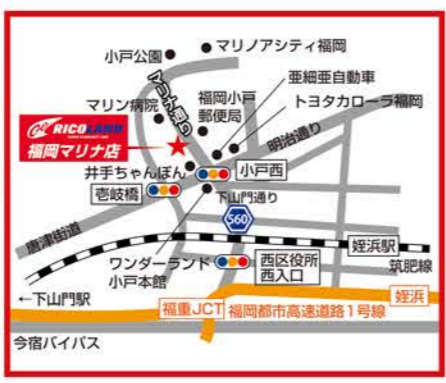 小戸公園
マリノアシティ福岡
マリナ通り
亜細亜自動車
マリン病院
福岡小戸
郵便局
トヨタカローラ福岡
RICOLAND
福岡マリナ店
明治通り
井手ちゃんぽん
小戸西
壱岐橋
下山門通り
唐津街道
560
姪浜駅
ワンダーランド
小戸本館
西区役所
西入口
筑肥線
←下山門駅
姪浜
福重JCT
福岡都市高速道路1号線
今宿バイパス